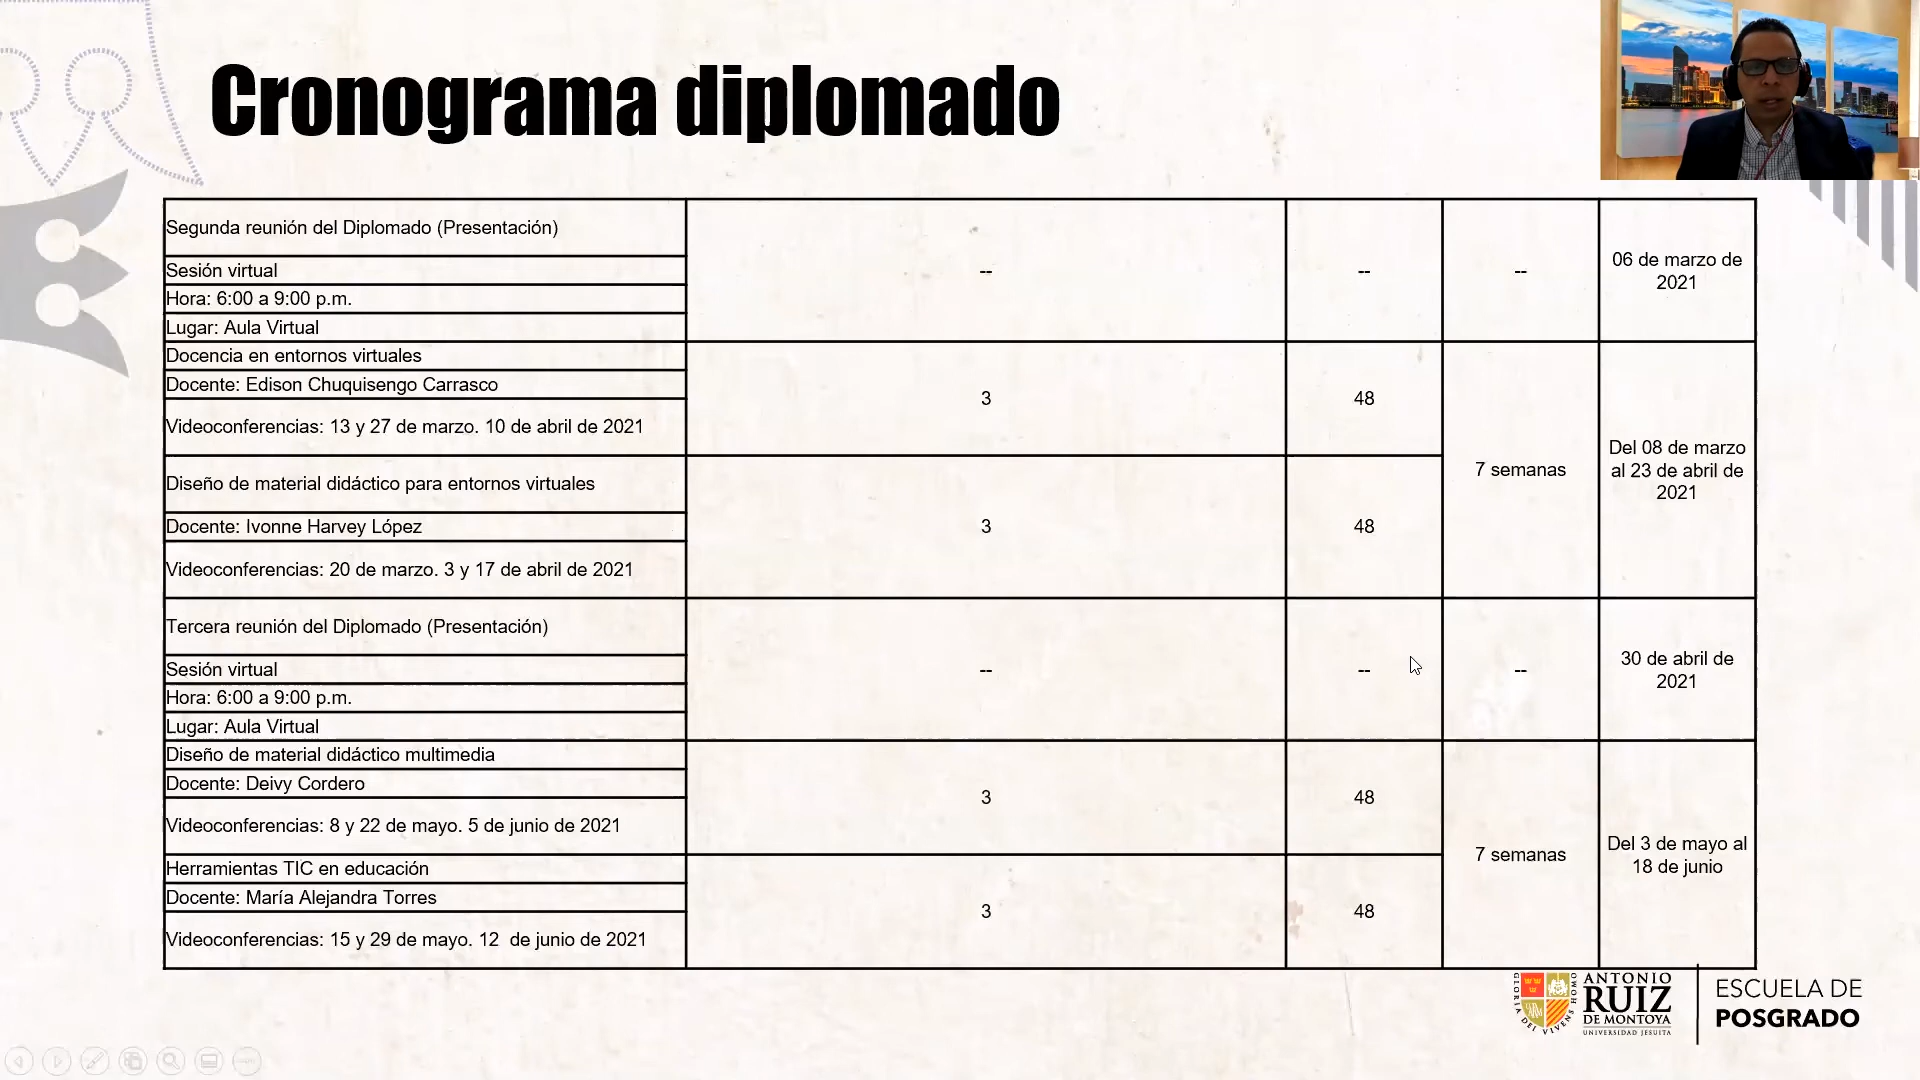 Cronograma diplomado
Segunda reunión del Diplomado (Presentación)
Sesión virtual
Hora: 6:00 a 9:00 p.m.
Lugar: Aula Virtual
--
--
--
06 de marzo de
2021
Docencia en entornos virtuales
Docente: Edison Chuquisengo Carrasco
Videoconferencias: 13 y 27 de marzo. 10 de abril de 2021
3
48
Diseño de material didáctico para entornos virtuales
Docente: Ivonne Harvey López
Videoconferencias: 20 de marzo. 3 y 17 de abril de 2021
3
48
7 semanas
Del 08 de marzo
al 23 de abril de
2021
Tercera reunión del Diplomado (Presentación)
Sesión virtual
Hora: 6:00 a 9:00 p.m.
Lugar: Aula Virtual
--
--
--
30 de abril de
2021
Diseño de material didáctico multimedia
Docente: Deivy Cordero
Videoconferencias: 8 y 22 de mayo. 5 de junio de 2021
3
48
Herramientas TIC en educación
Docente: María Alejandra Torres
Videoconferencias: 15 y 29 de mayo. 12  de junio de 2021
3
48
7 semanas
Del 3 de mayo al
18 de junio
GLORIA DEI VIVENS HOMO
ANTONIO
RUIZ
DE MONTOYA
UNIVERSIDAD JESUITA
ESCUELA DE
POSGRADO